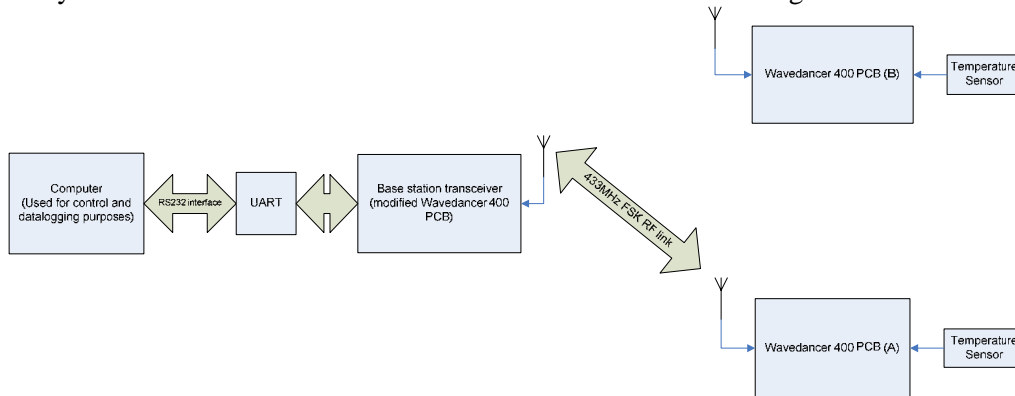 Wavedancer 400 PCB (B)
Temperature
Sensor
Computer
(Used for control and
datalogging purposes)
RS232 interface
UART
Base station transceiver
(modified Wavedancer 400
PCB)
433MHz FSK RF link
Wavedancer 400 PCB (A)
Temperature
Sensor